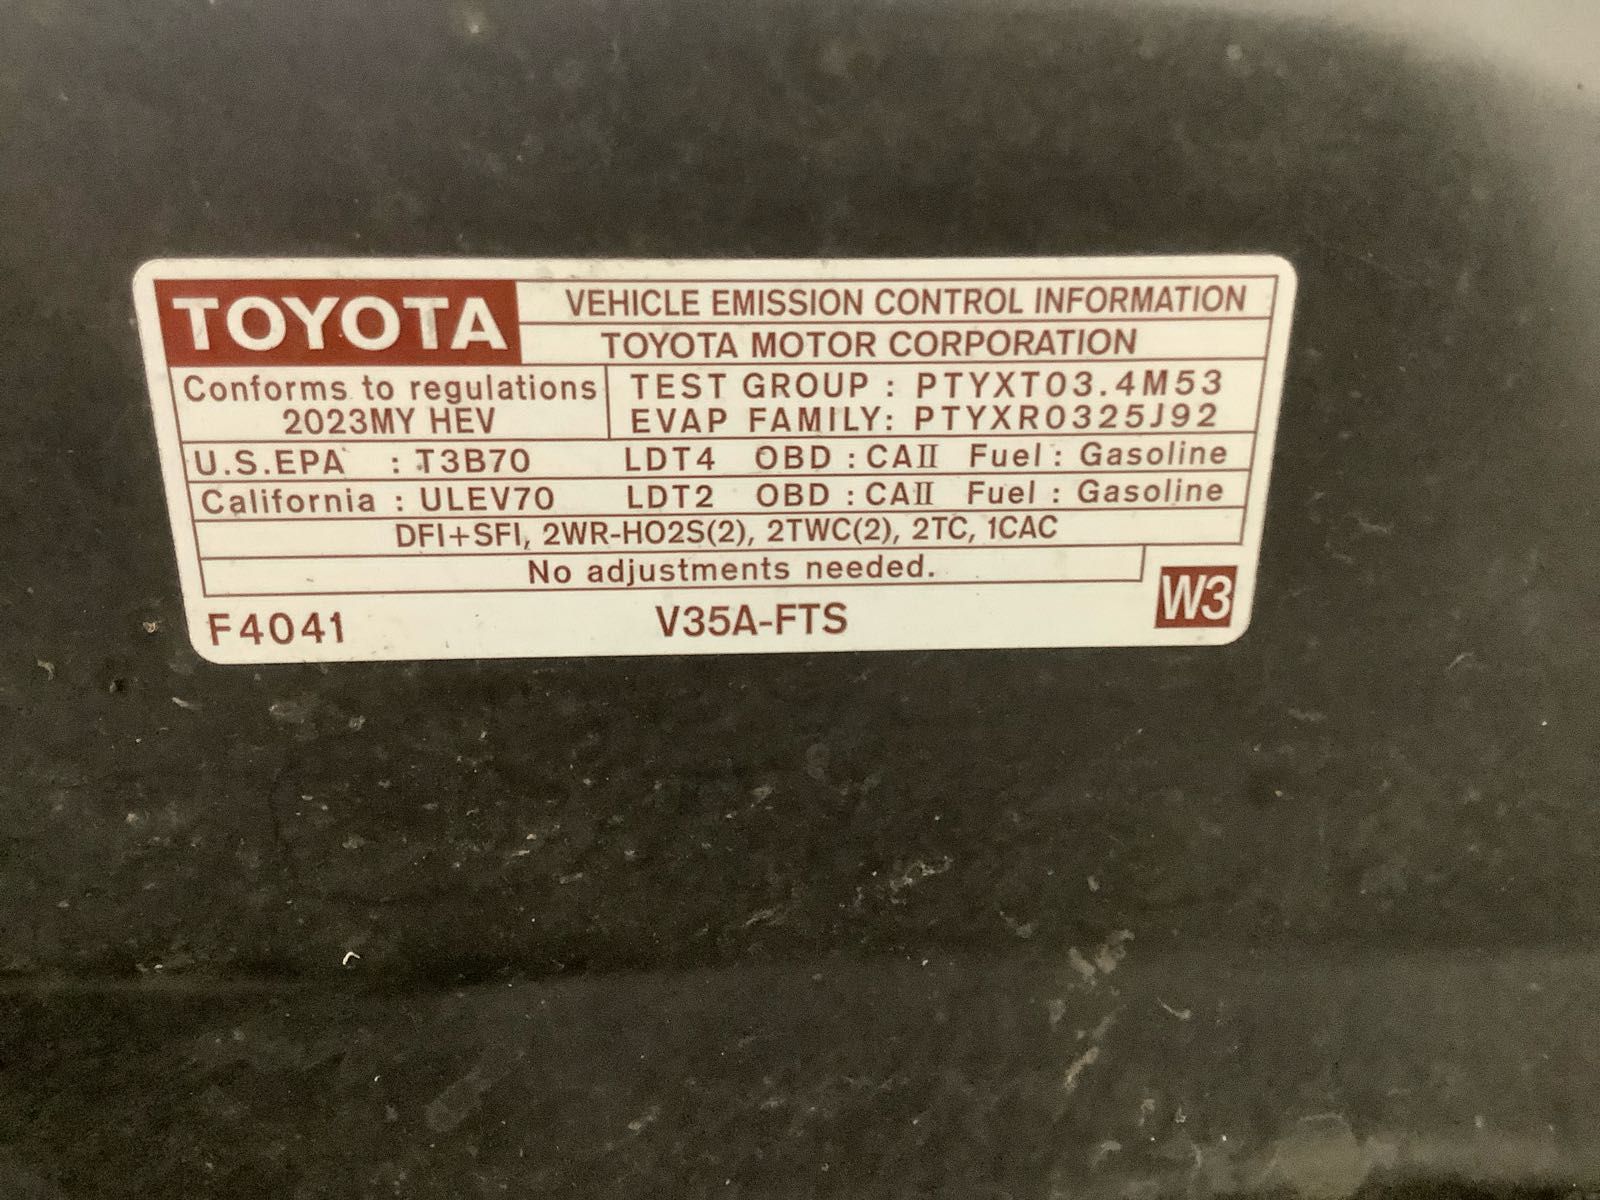 TOYOTA
VEHICLE EMISSION CONTROL INFORMATION
TOYOTA MOTOR CORPORATION
Conforms to regulations
2023MY HEV
TEST GROUP : PTYXT03.4M53
EVAP FAMILY: PTYXR0325J92
U.S.EPA : T3B70 LDT4 OBD : CAII Fuel : Gasoline
California : ULEV70 LDT2 OBD : CAII Fuel : Gasoline
DFI+SFI, 2WR-HO2S(2), 2TWC(2), 2TC, 1CAC
No adjustments needed.
F4041 V35A-FTS W3